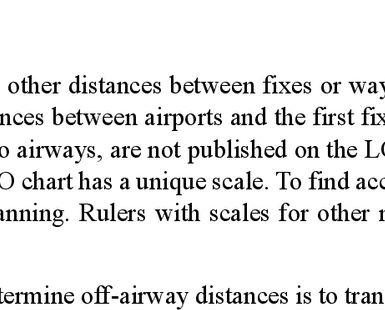 other distances between fixes or way
nces between airports and the first fix
o airways, are not published on the LO
O chart has a unique scale. To find acc
anning. Rulers with scales for other r
termine off-airway distances is to tran